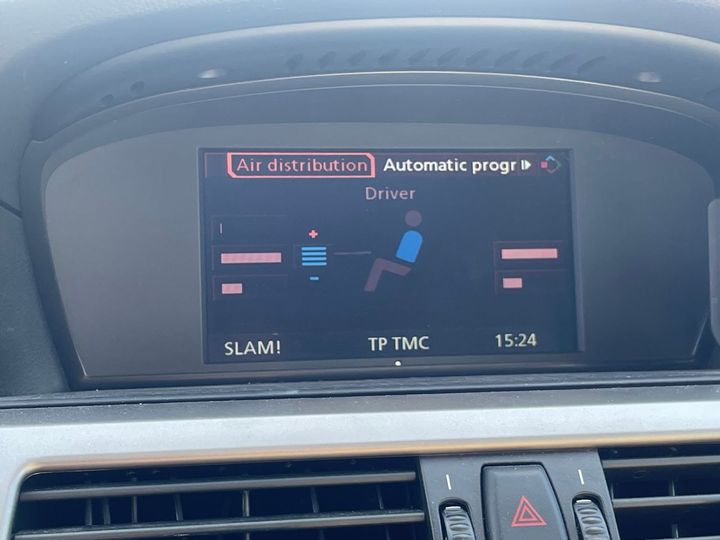 Air distribution Automatic progr
Driver
SLAM! TP TMC 15:24